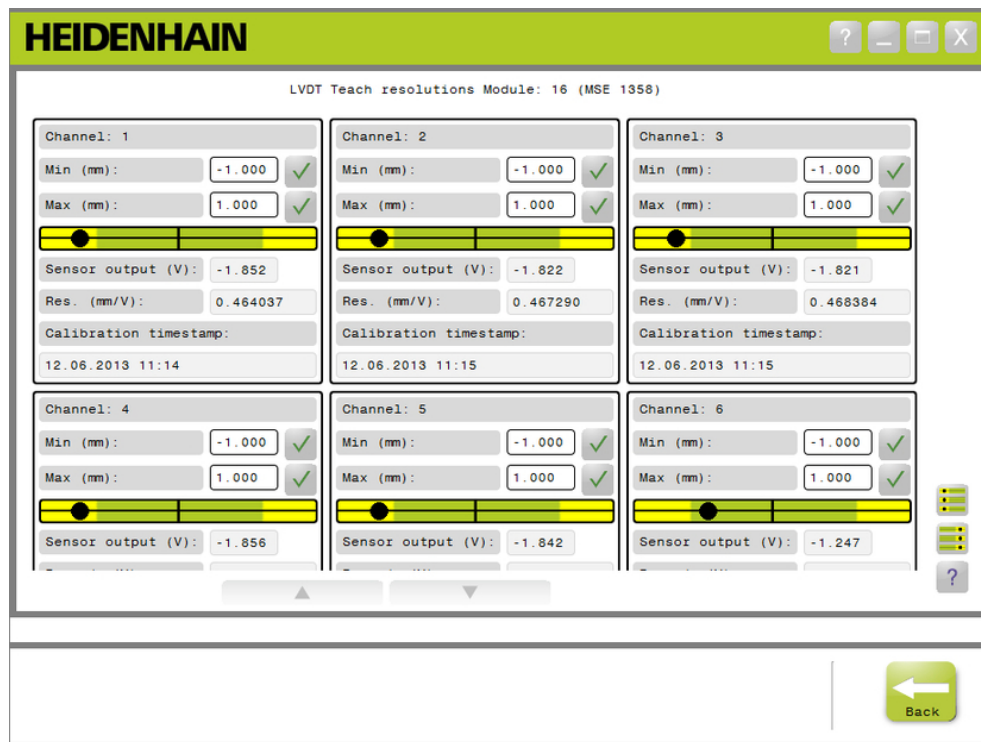 HEIDENHAIN
? _ X
LVDT Teach resolutions Module: 16 (MSE 1358)
Channel: 1
Min (mm): -1.000
Max (mm): 1.000
Sensor output (V): -1.852
Res. (mm/V): 0.464037
Calibration timestamp:
12.06.2013 11:14
Channel: 2
Min (mm): -1.000
Max (mm): 1.000
Sensor output (V): -1.822
Res. (mm/V): 0.467290
Calibration timestamp:
12.06.2013 11:15
Channel: 3
Min (mm): -1.000
Max (mm): 1.000
Sensor output (V): -1.821
Res. (mm/V): 0.468384
Calibration timestamp:
12.06.2013 11:15
Channel: 4
Min (mm): -1.000
Max (mm): 1.000
Sensor output (V): -1.856
Channel: 5
Min (mm): -1.000
Max (mm): 1.000
Sensor output (V): -1.842
Channel: 6
Min (mm): -1.000
Max (mm): 1.000
Sensor output (V): -1.247
?
Back